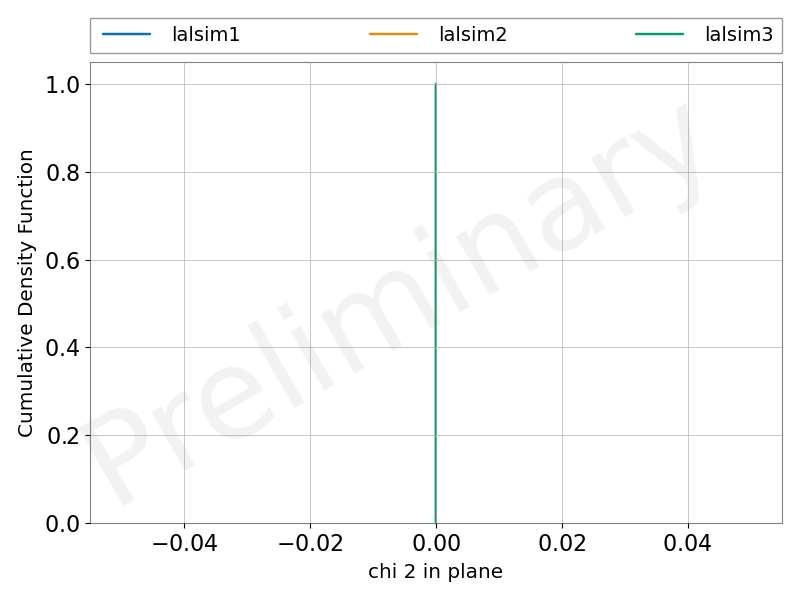 lalsim1 lalsim2 lalsim3
1.0
0.8
0.6
0.4
0.2
0.0
Cumulative Density Function
Preliminary
−0.04 −0.02 0.00 0.02 0.04
chi 2 in plane